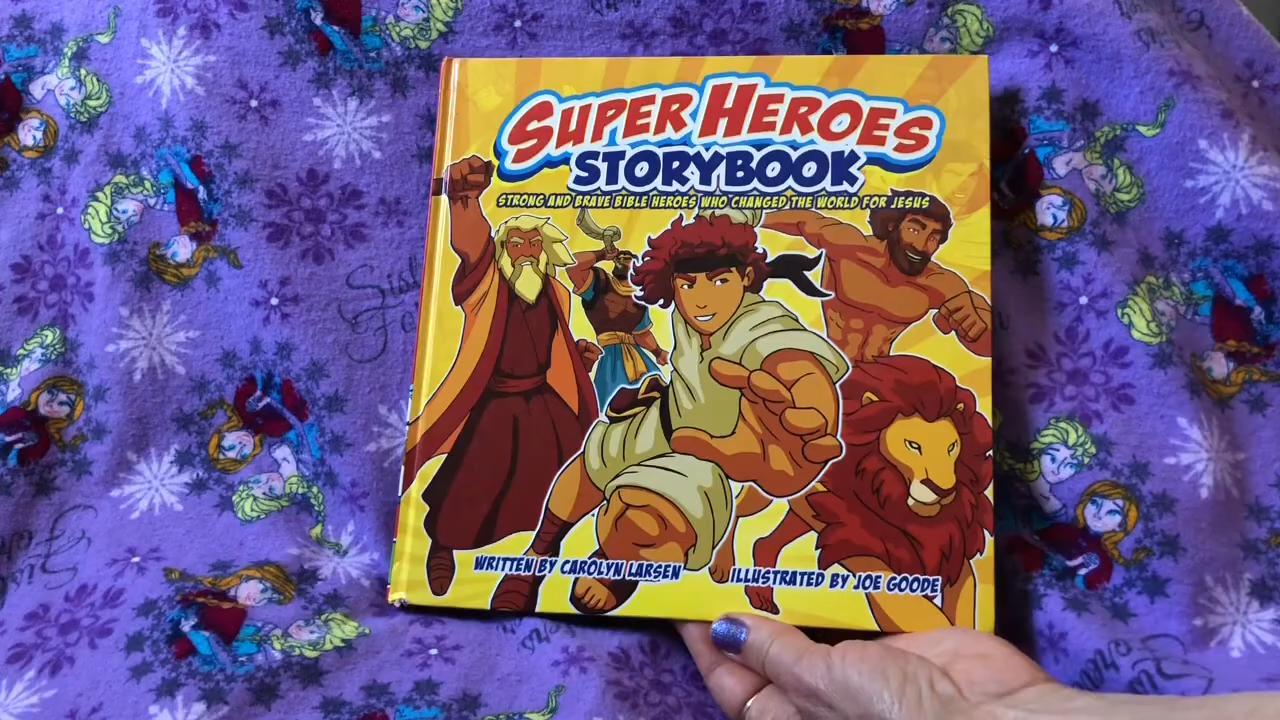 SUPER HEROES
STORYBOOK
STRONG AND BRAVE BIBLE HEROES WHO CHANGED THE WORLD FOR JESUS
WRITTEN BY CAROLYN LARSEN
ILLUSTRATED BY JOE GOODE